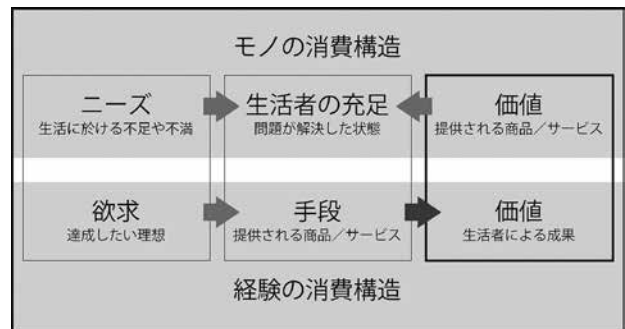 モノの消費構造
ニーズ
生活に於ける不足や不満
生活者の充足
問題が解決した状態
価値
提供される商品／サービス
欲求
達成したい理想
手段
提供される商品／サービス
価値
生活者による成果
経験の消費構造